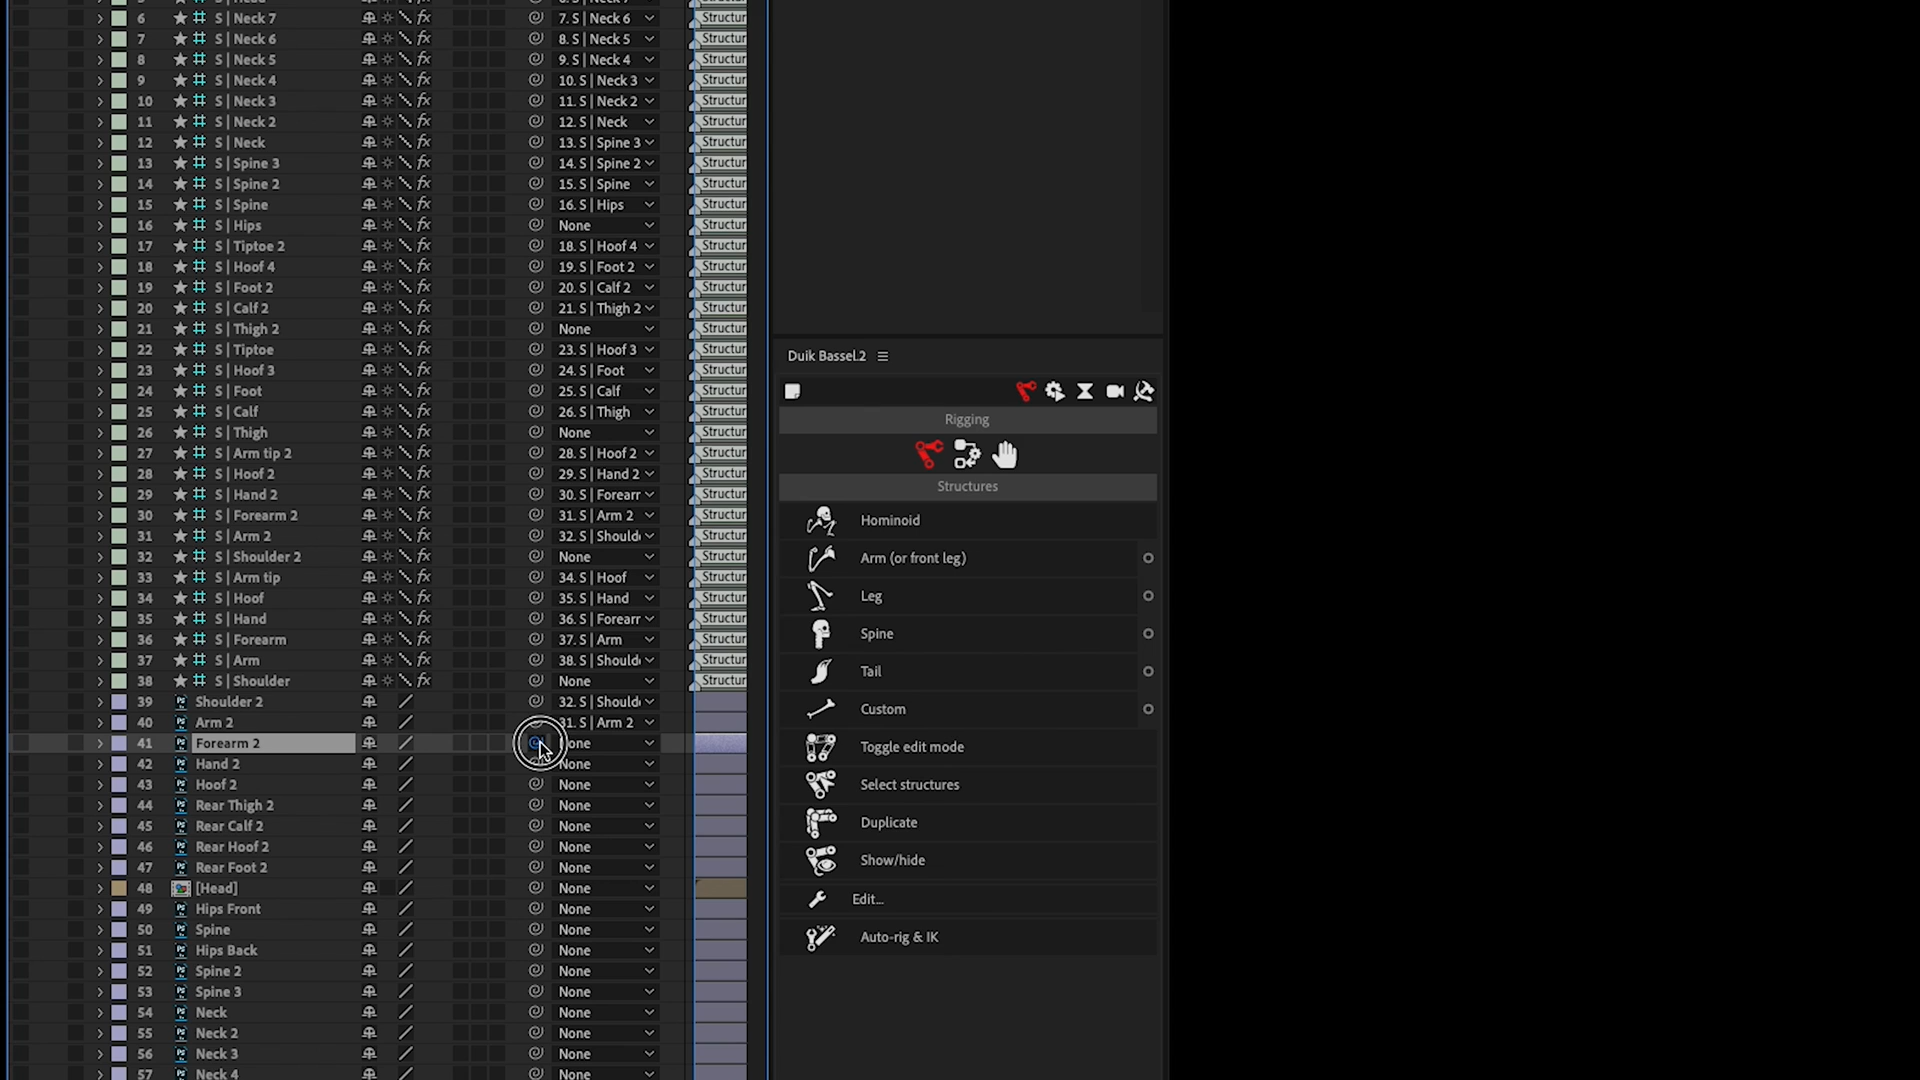 6 S | Neck 7 7. S | Neck 6 Structur
7 S | Neck 6 8. S | Neck 5 Structur
8 S | Neck 5 9. S | Neck 4 Structur
9 S | Neck 4 10. S | Neck 3 Structur
10 S | Neck 3 11. S | Neck 2 Structur
11 S | Neck 2 12. S | Neck Structur
12 S | Neck 13. S | Spine 3 Structur
13 S | Spine 3 14. S | Spine 2 Structur
14 S | Spine 2 15. S | Spine Structur
15 S | Spine 16. S | Hips Structur
16 S | Hips None Structur
17 S | Tiptoe 2 18. S | Hoof 4 Structur
18 S | Hoof 4 19. S | Foot 2 Structur
19 S | Foot 2 20. S | Calf 2 Structur
20 S | Calf 2 21. S | Thigh 2 Structur
21 S | Thigh 2 None Structur
22 S | Tiptoe 23. S | Hoof 3 Structur
23 S | Hoof 3 24. S | Foot Structur
24 S | Foot 25. S | Calf Structur
25 S | Calf 26. S | Thigh Structur
26 S | Thigh None Structur
27 S | Arm tip 2 28. S | Hoof 2 Structur
28 S | Hoof 2 29. S | Hand 2 Structur
29 S | Hand 2 30. S | Forearr Structur
30 S | Forearm 2 31. S | Arm 2 Structur
31 S | Arm 2 32. S | Should Structur
32 S | Shoulder 2 None Structur
33 S | Arm tip 34. S | Hoof Structur
34 S | Hoof 35. S | Hand Structur
35 S | Hand 36. S | Forearr Structur
36 S | Forearm 37. S | Arm Structur
37 S | Arm 38. S | Should Structur
38 S | Shoulder None Structur
39 Shoulder 2 32. S | Should
40 Arm 2 31. S | Arm 2
41 Forearm 2 one
42 Hand 2 None
43 Hoof 2 None
44 Rear Thigh 2 None
45 Rear Calf 2 None
46 Rear Hoof 2 None
47 Rear Foot 2 None
48 [Head] None
49 Hips Front None
50 Spine None
51 Hips Back None
52 Spine 2 None
53 Spine 3 None
54 Neck None
55 Neck 2 None
56 Neck 3 None
57 Neck 4 None
Duik Bassel.2
Rigging
Structures
Hominoid
Arm (or front leg)
Leg
Spine
Tail
Custom
Toggle edit mode
Select structures
Duplicate
Show/hide
Edit...
Auto-rig & IK